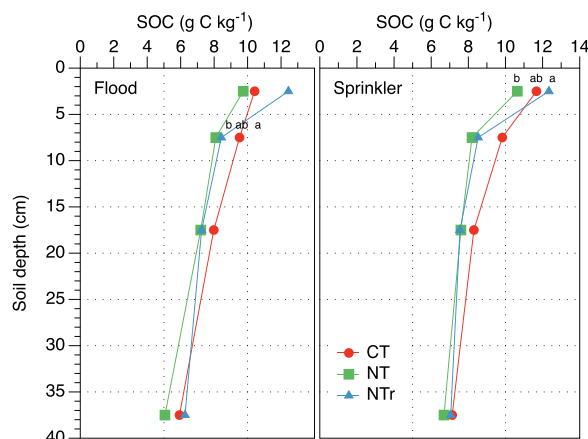 SOC (g C kg-1) SOC (g C kg-1)
0 2 4 6 8 10 12 0 2 4 6 8 10 12 14
0
5
10
15
20
25
30
35
40
Soil depth (cm)
Flood
b ab a
Sprinkler
b ab a
CT
NT
NTr